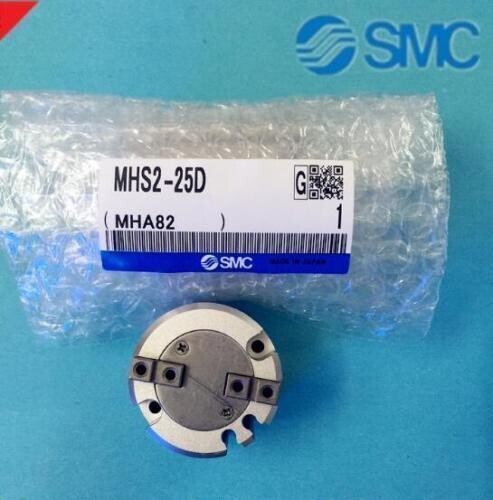 SMC
MHS2-25D
G
(MHA82)
1
SMC
MADE IN JAPAN